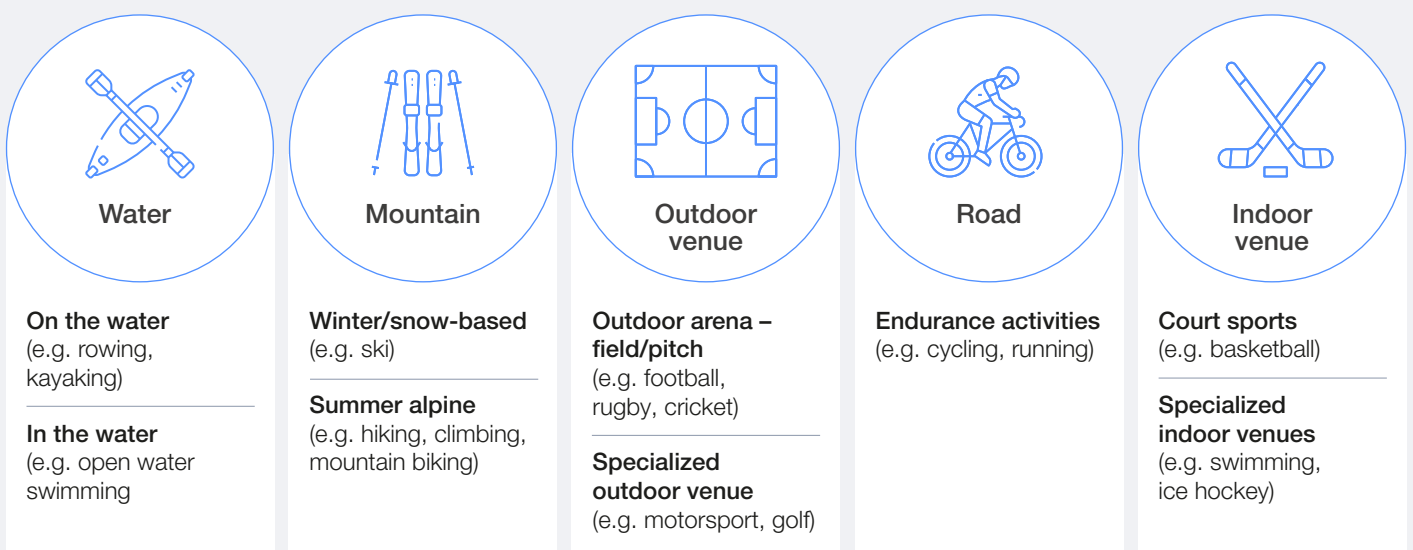 Water
On the water
(e.g. rowing,
kayaking)
In the water
(e.g. open water
swimming
Mountain
Winter/snow-based
(e.g. ski)
Summer alpine
(e.g. hiking, climbing,
mountain biking)
Outdoor
venue
Outdoor arena –
field/pitch
(e.g. football,
rugby, cricket)
Specialized
outdoor venue
(e.g. motorsport, golf)
Road
Endurance activities
(e.g. cycling, running)
Indoor
venue
Court sports
(e.g. basketball)
Specialized
indoor venues
(e.g. swimming,
ice hockey)